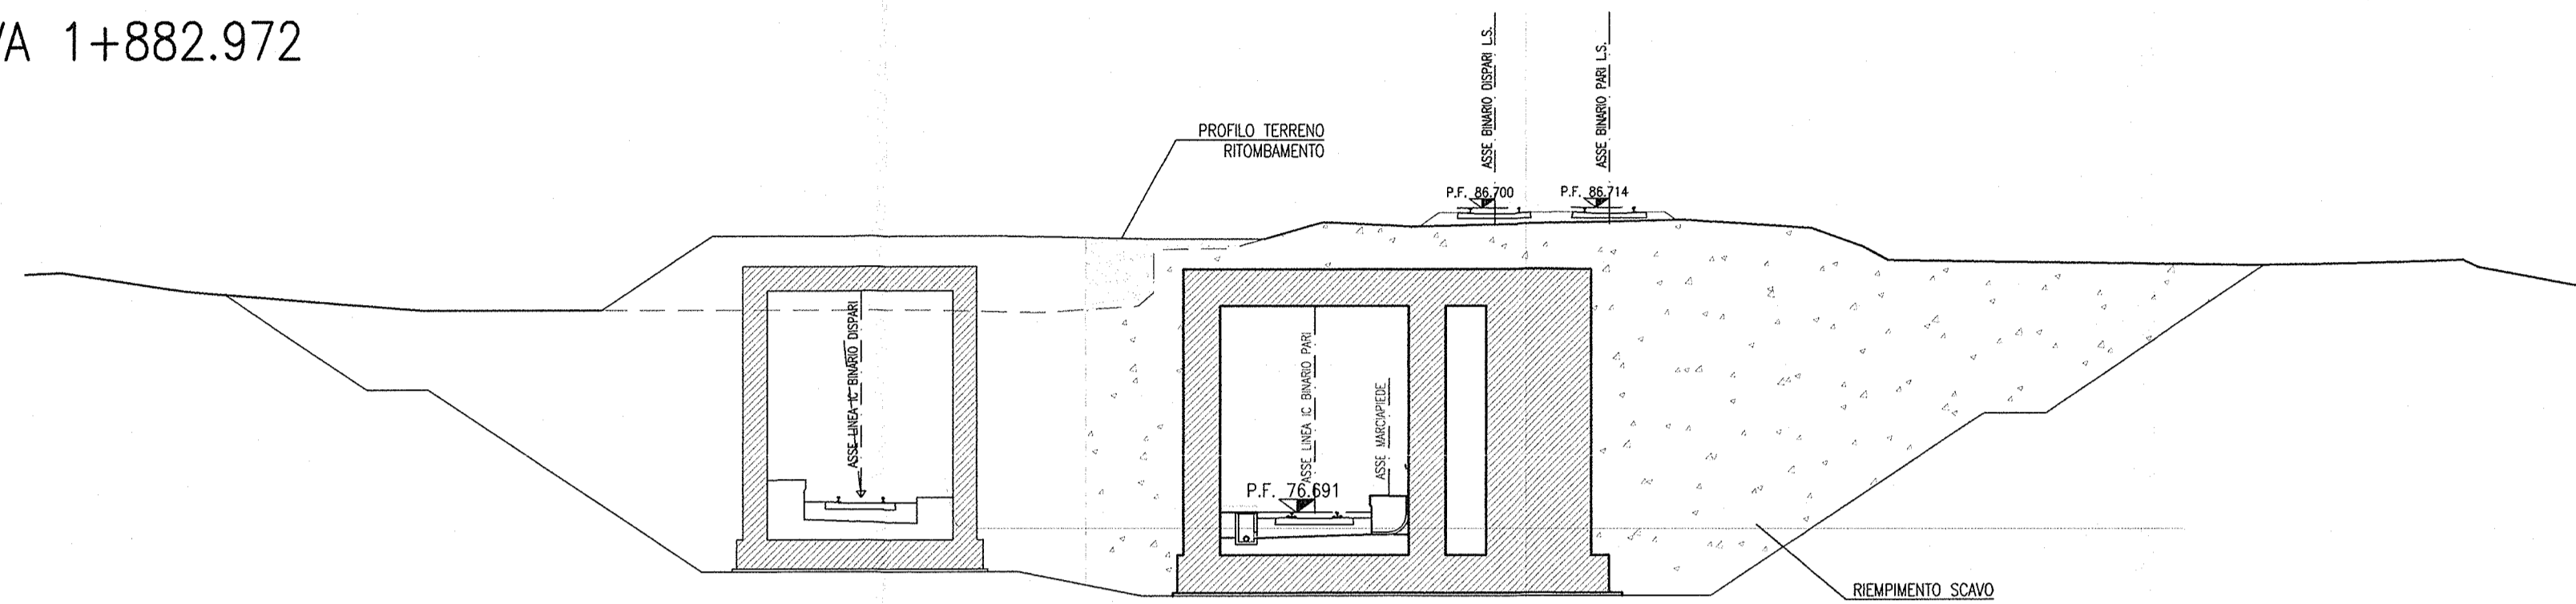 VA 1+882.972
ASSE BINARIO DISPARI L.S.
ASSE BINARIO PARI L.S.
PROFILO TERRENO
RITOMBAMENTO
P.F. 86.700
P.F. 86.714
ASSE LINEA IC BINARIO DISPARI
ASSE LINEA IC BINARIO PARI
ASSE MARCIAPIEDE
P.F. 76.691
RIEMPIMENTO SCAVO